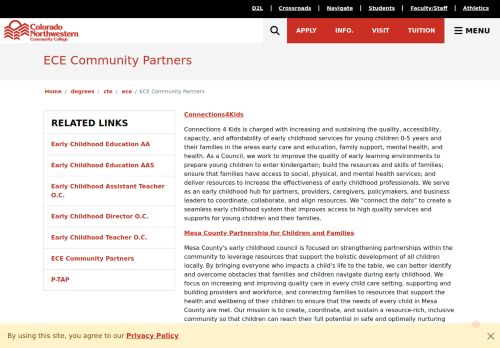 D2L | Crossroads | Navigate | Students | Faculty/Staff | Athletics
Colorado
Northwestern
Community College
APPLY INFO. VISIT TUITION MENU
ECE Community Partners
Home / degrees / cte / ece / ECE Community Partners
RELATED LINKS
Early Childhood Education AA
Early Childhood Education AAS
Early Childhood Assistant Teacher
O.C.
Early Childhood Director O.C.
Early Childhood Teacher O.C.
ECE Community Partners
P-TAP
Connections4Kids
Connections 4 Kids is charged with increasing and sustaining the quality, accessibility,
capacity, and affordability of early childhood services for young children 0-5 years and
their families in the areas early care and education, family support, mental health, and
health. As a Council, we work to improve the quality of early learning environments to
prepare young children to enter kindergarten; build the resources and skills of families;
ensure that families have access to social, physical, and mental health services; and
deliver resources to increase the effectiveness of early childhood professionals. We serve
as an early childhood hub for partners, providers, caregivers, policymakers, and business
leaders to coordinate, collaborate, and align resources. We “connect the dots” to create a
seamless early childhood system that improves access to high quality services and
supports for young children and their families.
Mesa County Partnership for Children and Families
Mesa County's early childhood council is focused on strengthening partnerships within the
community to leverage resources that support the holistic development of all children
locally. By bringing everyone who impacts a child's life to the table, we can better identify
and overcome obstacles that families and children navigate during early childhood. We
focus on increasing and improving quality care in every child care setting, supporting and
building providers and workforce, and connecting families to resources that support the
health and wellbeing of their children to ensure that the needs of every child in Mesa
County are met. Our mission is to create, coordinate, and sustain a resource-rich, inclusive
community so that children can reach their full potential in safe and optimally nurturing
By using this site, you agree to our Privacy Policy